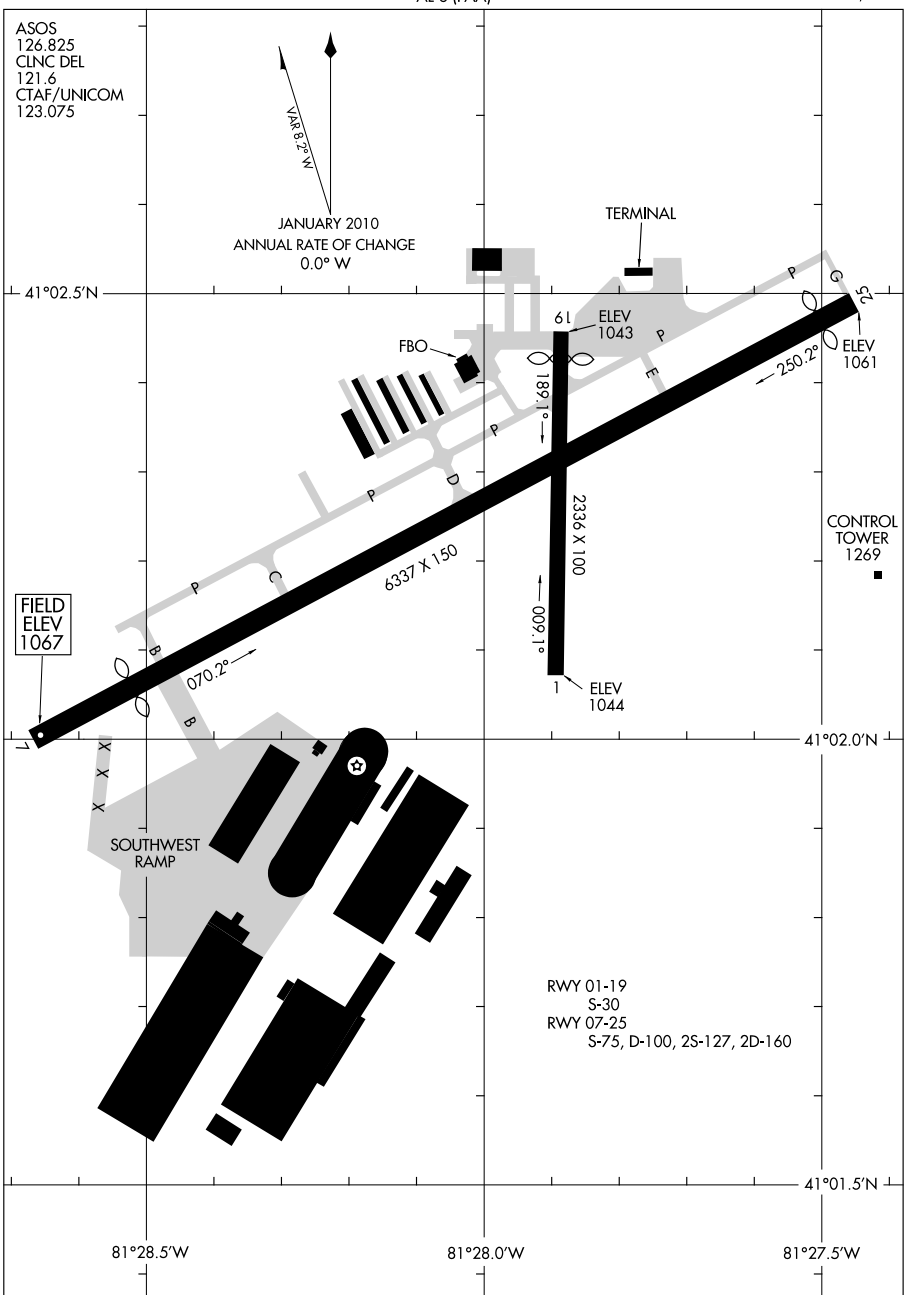 AL-8 (FAA)
ASOS
126.825
CLNC DEL
121.6
CTAF/UNICOM
123.075
VAR 8.2° W
JANUARY 2010
ANNUAL RATE OF CHANGE
0.0° W
TERMINAL
41°02.5'N
P
G
25
19
ELEV
1043
P
ELEV
1061
FBO
E
250.2°
189.1°
P
D
P
2336 X 100
CONTROL
TOWER
1269
6337 X 150
C
P
FIELD
ELEV
1067
B
009.1°
070.2°
B
1
ELEV
1044
7
X
X
X
41°02.0'N
SOUTHWEST
RAMP
RWY 01-19
S-30
RWY 07-25
S-75, D-100, 2S-127, 2D-160
41°01.5'N
81°28.5'W
81°28.0'W
81°27.5'W